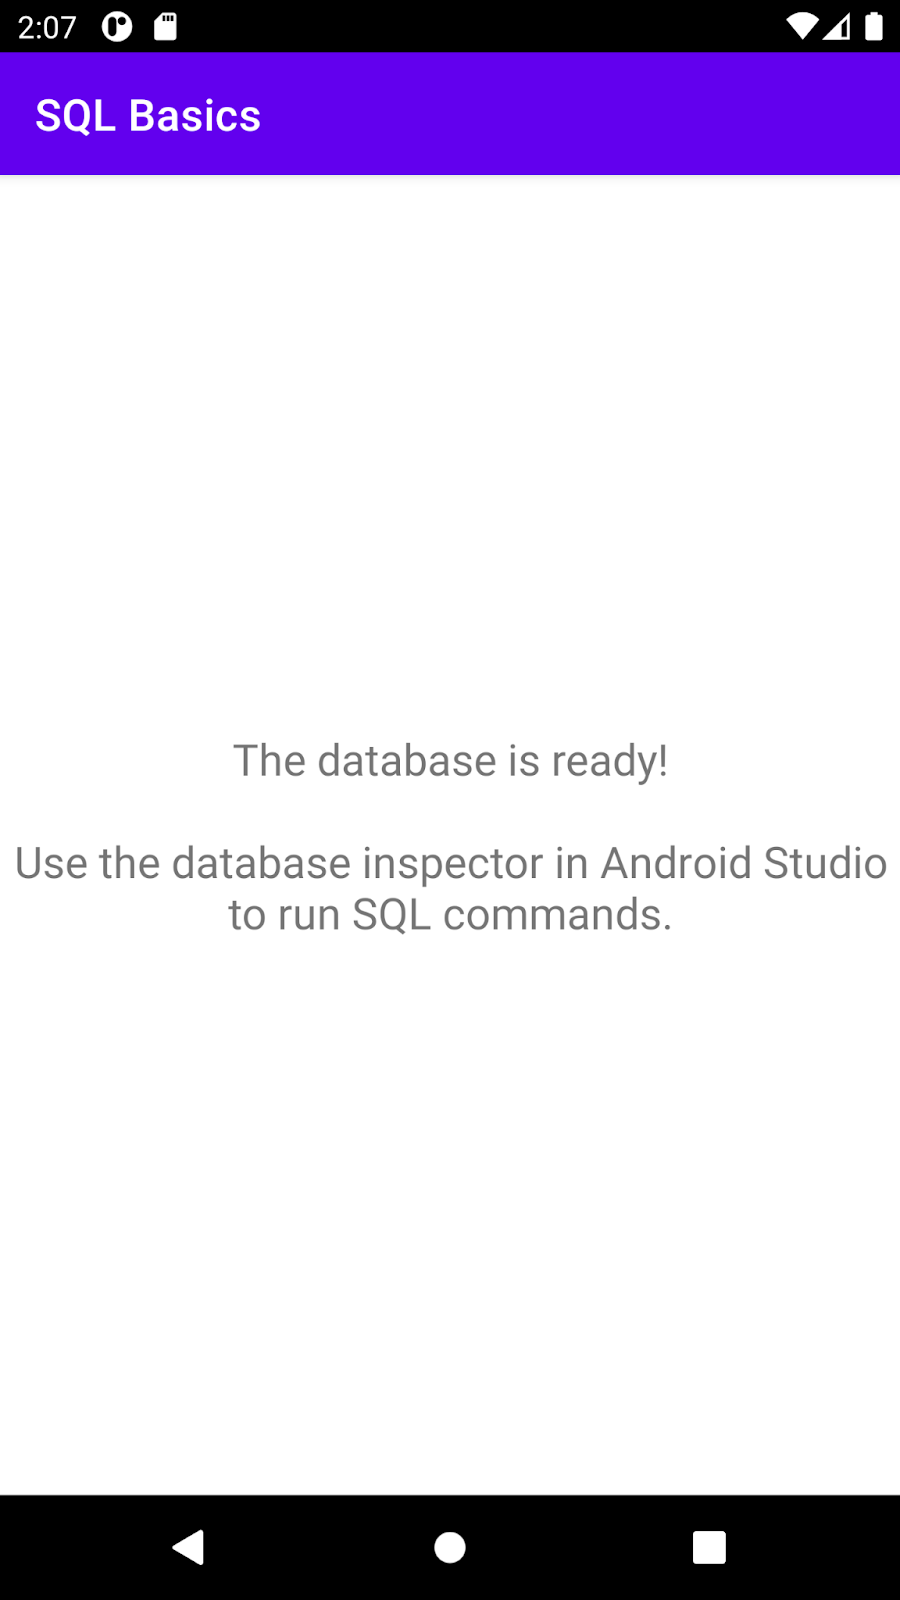 2:07
SQL Basics
The database is ready!
Use the database inspector in Android Studio
to run SQL commands.